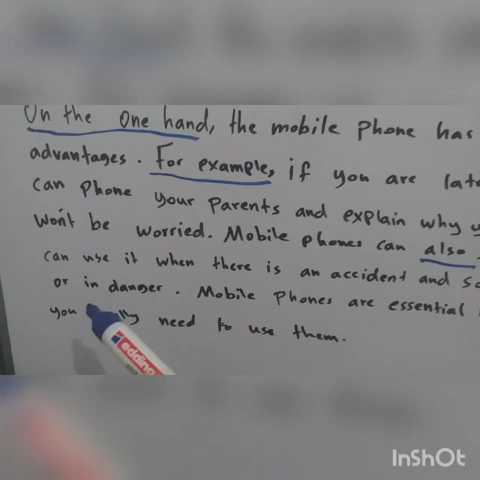 On the one hand, the mobile phone has
advantages. For example, if you are late
can phone your parents and explain why y
won't be worried. Mobile phones can also
can use it when there is an accident and so
or in danger. Mobile Phones are essential
you need to use them.
edding
InShOt